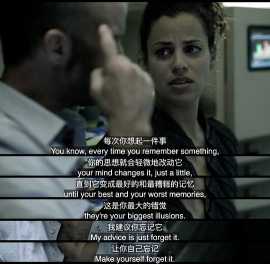 每次你想起一件事
You know, every time you remember something,
你的思想就会轻微地改动它
your mind changes it, just a little,
直到它变成最好的和最糟糕的记忆
until your best and your worst memories,
这是你最大的错觉
they're your biggest illusions.
我建议你忘记它
My advice is just forget it.
让你自己忘记
Make yourself forget it.